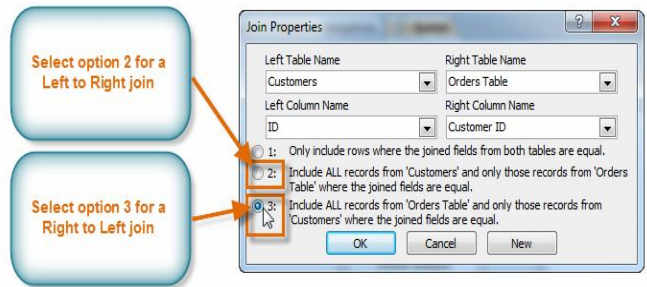 Select option 2 for a
Left to Right join
Select option 3 for a
Right to Left join
Join Properties
?
X
Left Table Name
Right Table Name
Customers
Orders Table
Left Column Name
Right Column Name
ID
Customer ID
1: Only include rows where the joined fields from both tables are equal.
2: Include ALL records from 'Customers' and only those records from 'Orders
Table' where the joined fields are equal.
3: Include ALL records from 'Orders Table' and only those records from
'Customers' where the joined fields are equal.
OK
Cancel
New